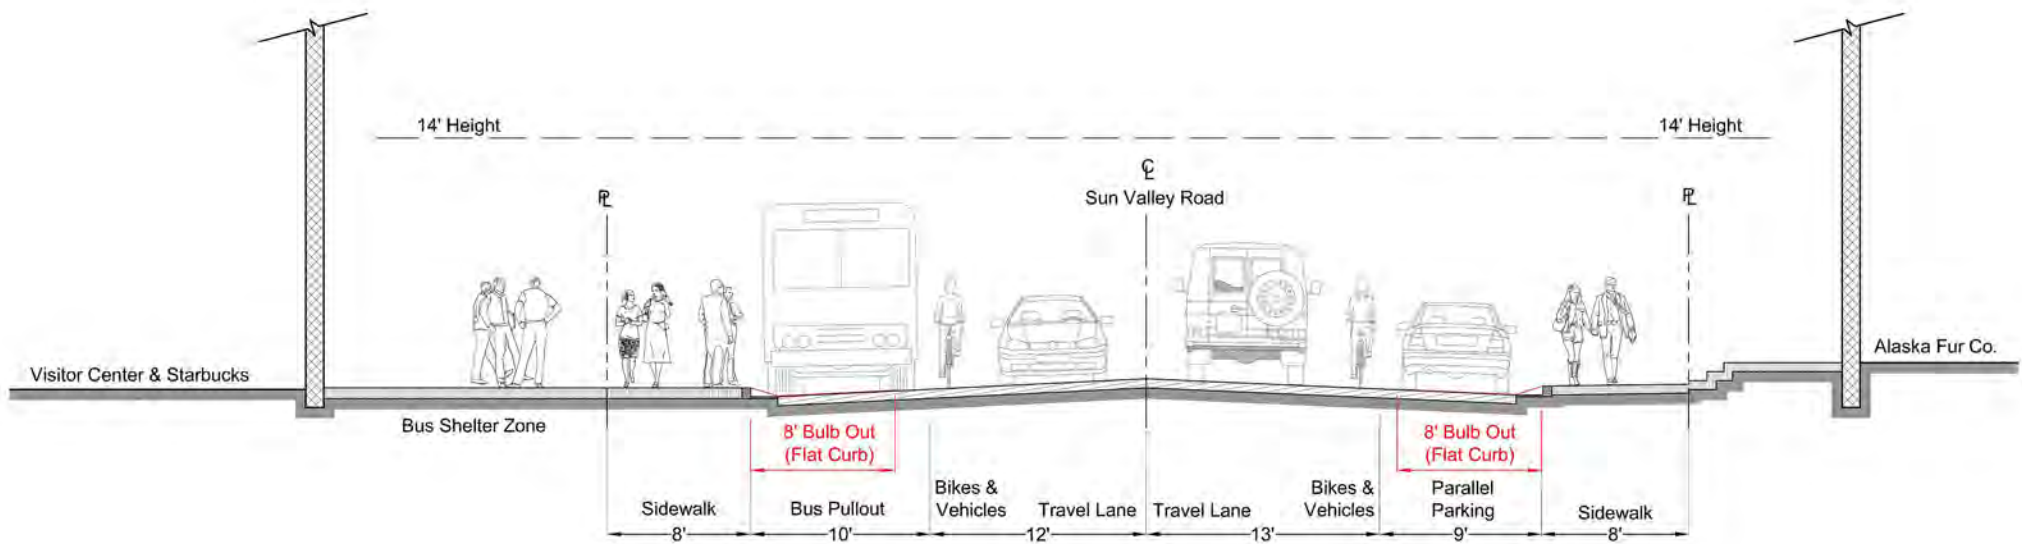 14' Height
14' Height
℄
Sun Valley Road
PL
PL
Visitor Center & Starbucks
Alaska Fur Co.
Bus Shelter Zone
8' Bulb Out
(Flat Curb)
8' Bulb Out
(Flat Curb)
Sidewalk
8'
Bus Pullout
10'
Bikes &
Vehicles
Travel Lane
12'
Travel Lane
Bikes &
Vehicles
13'
Parallel
Parking
9'
Sidewalk
8'